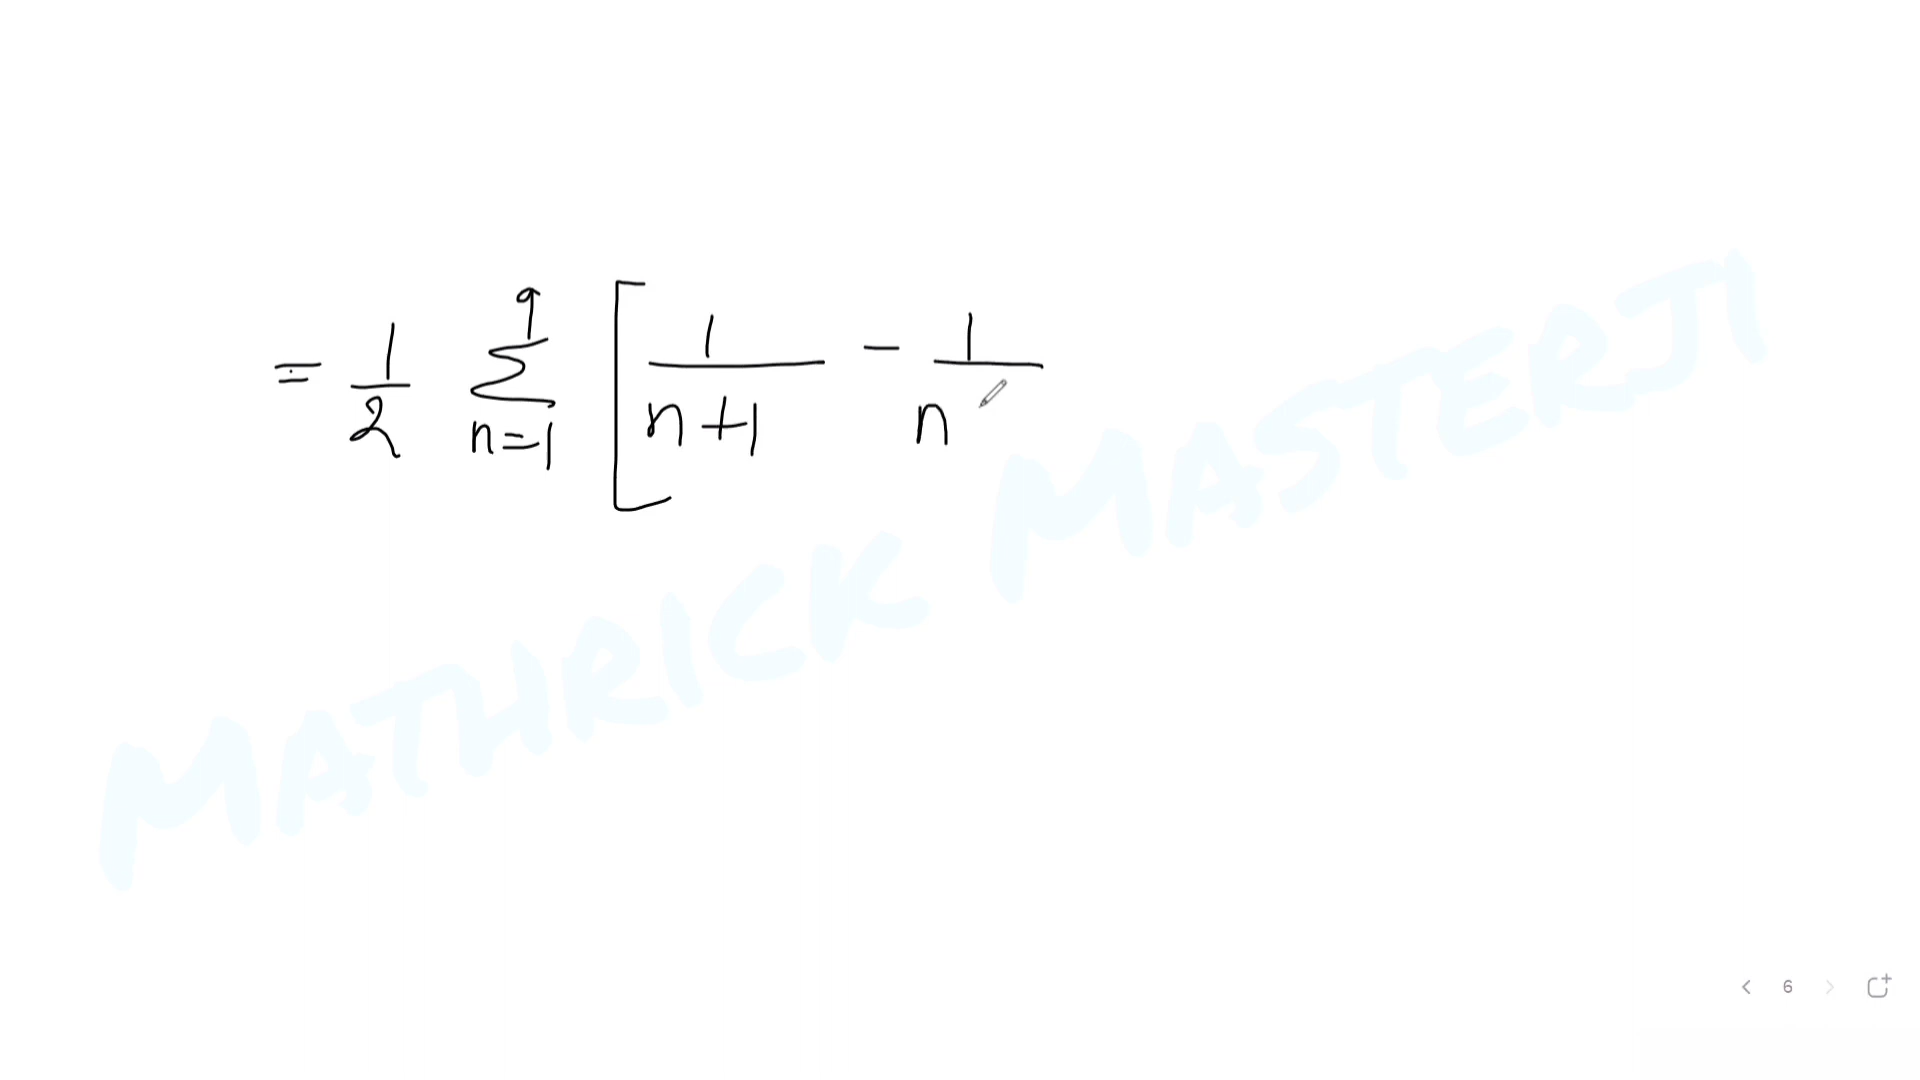 = 1/2 9∑n=1 [ 1/n+1 - 1/n
MATHRICK MASTERJI
6